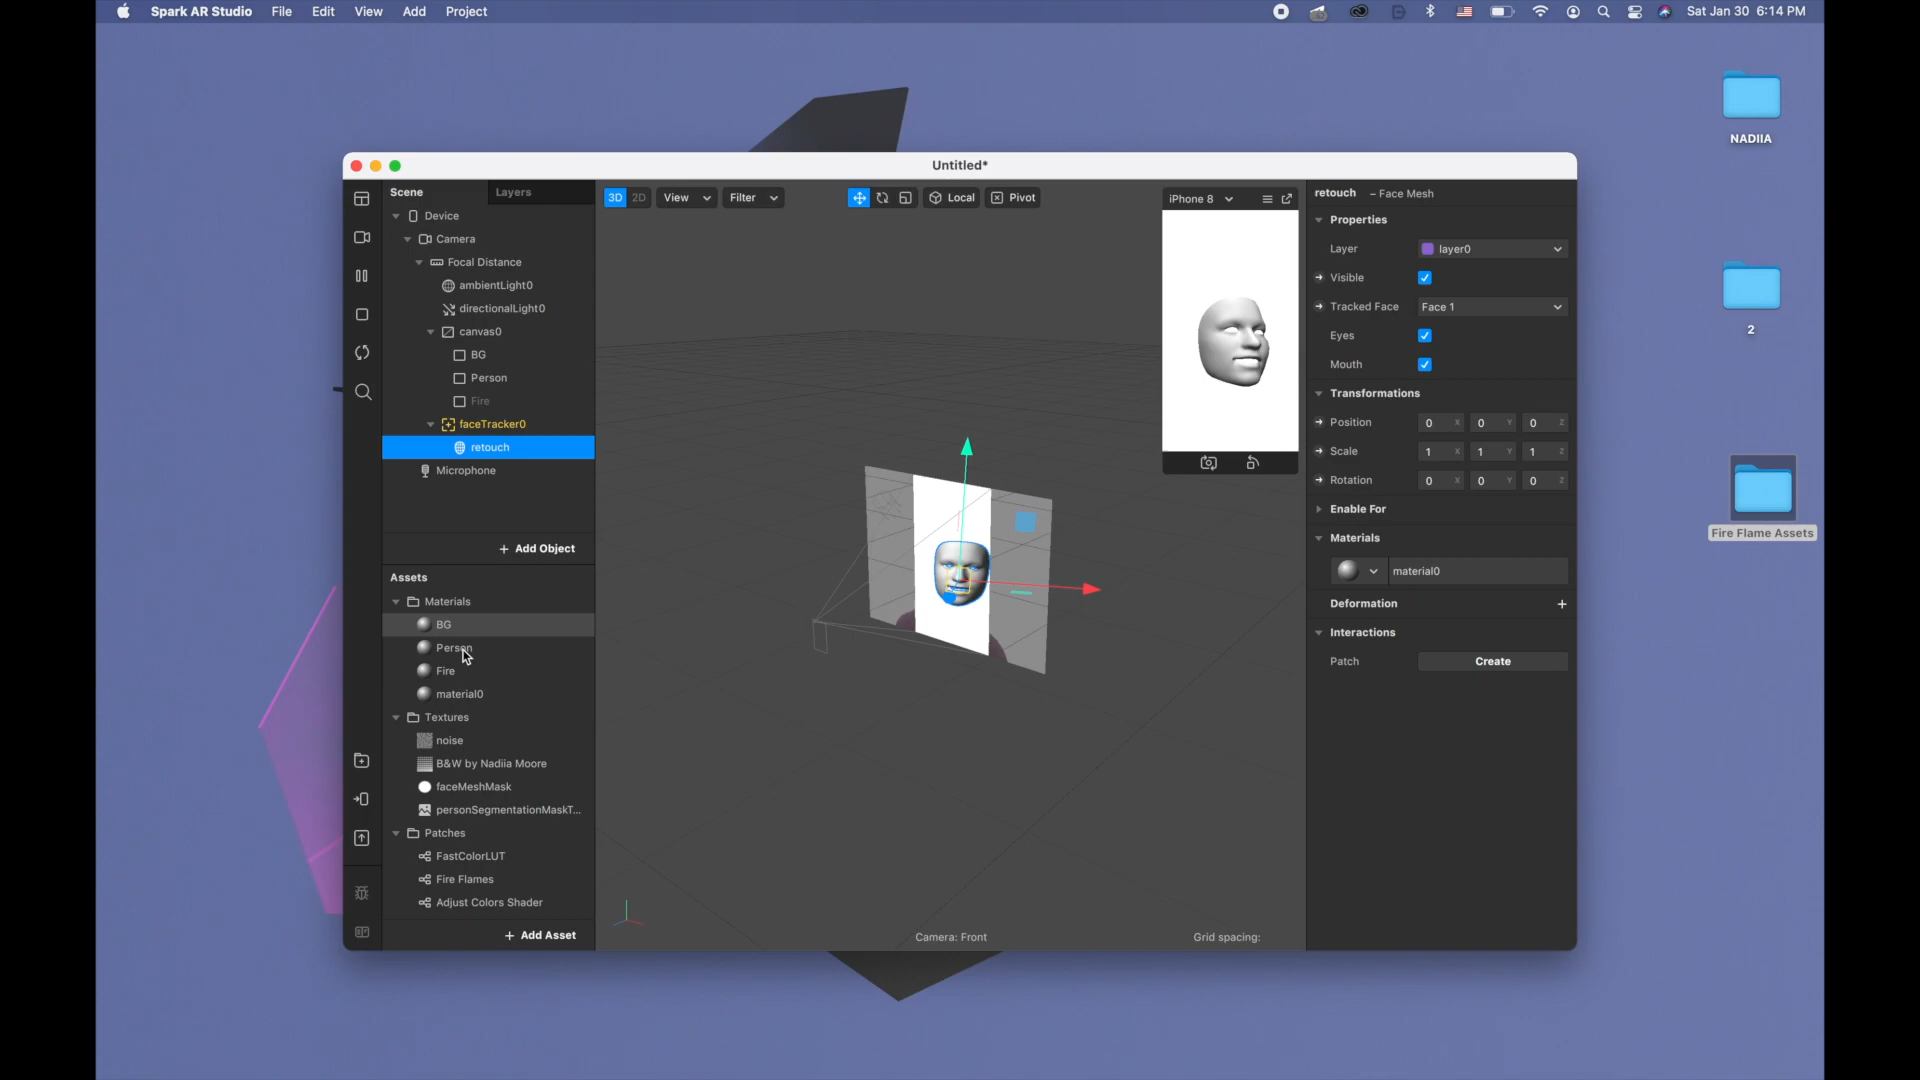 Spark AR Studio File Edit View Add Project
Sat Jan 30 6:14 PM
NADIIA
2
Fire Flame Assets
Untitled*
Scene Layers
Device
Camera
Focal Distance
ambientLight0
directionalLight0
canvas0
BG
Person
Fire
faceTracker0
retouch
Microphone
+ Add Object
Assets
Materials
BG
Person
Fire
material0
Textures
noise
B&W by Nadiia Moore
faceMeshMask
personSegmentationMaskT...
Patches
FastColorLUT
Fire Flames
Adjust Colors Shader
+ Add Asset
3D 2D View Filter Local Pivot
iPhone 8
Camera: Front
Grid spacing:
retouch – Face Mesh
Properties
Layer layer0
Visible
Tracked Face Face 1
Eyes
Mouth
Transformations
Position 0 X 0 Y 0 Z
Scale 1 X 1 Y 1 Z
Rotation 0 X 0 Y 0 Z
Enable For
Materials
material0
Deformation +
Interactions
Patch Create